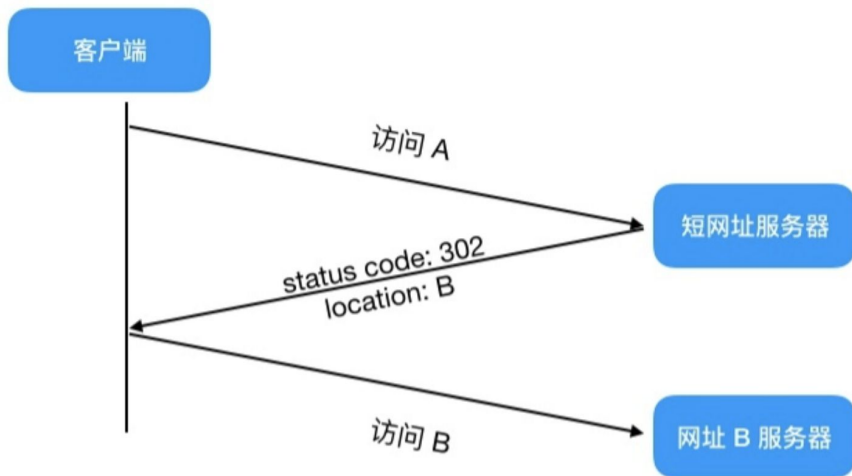 客户端
访问 A
短网址服务器
status code: 302
location: B
访问 B
网址 B 服务器